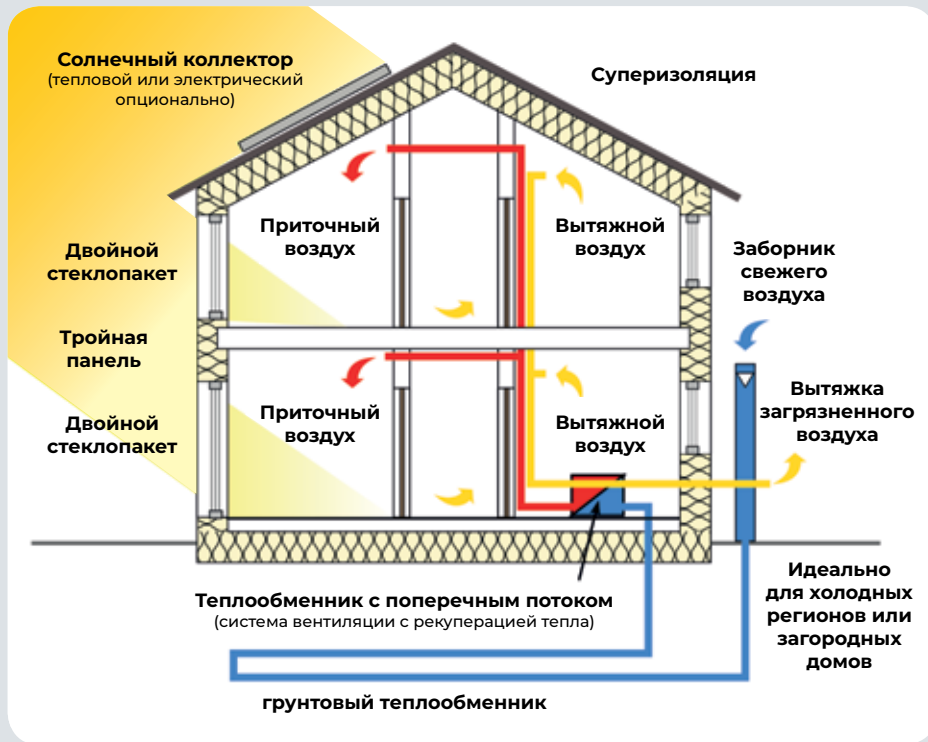 Солнечный коллектор
(тепловой или электрический
опционально)
Суперизоляция
Приточный
воздух
Вытяжной
воздух
Двойной
стеклопакет
Заборник
свежего
воздуха
Тройная
панель
Вытяжка
загрязненного
воздуха
Двойной
стеклопакет
Приточный
воздух
Вытяжной
воздух
Идеально
для холодных
регионов или
загородных
домов
Теплообменник с поперечным потоком
(система вентиляции с рекуперацией тепла)
грунтовый теплообменник